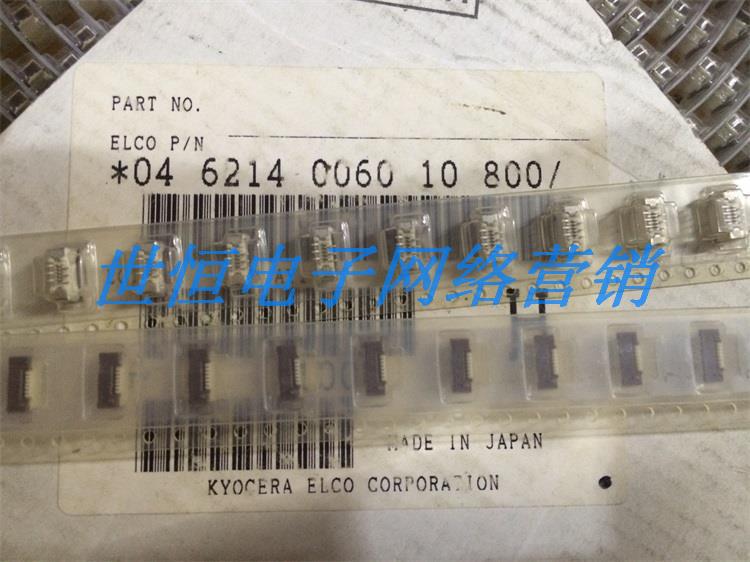 PART NO.
ELCO P/N
*04 6214 0060 10 800/
世恒电子网络营销
MADE IN JAPAN
KYOCERA ELCO CORPORATION